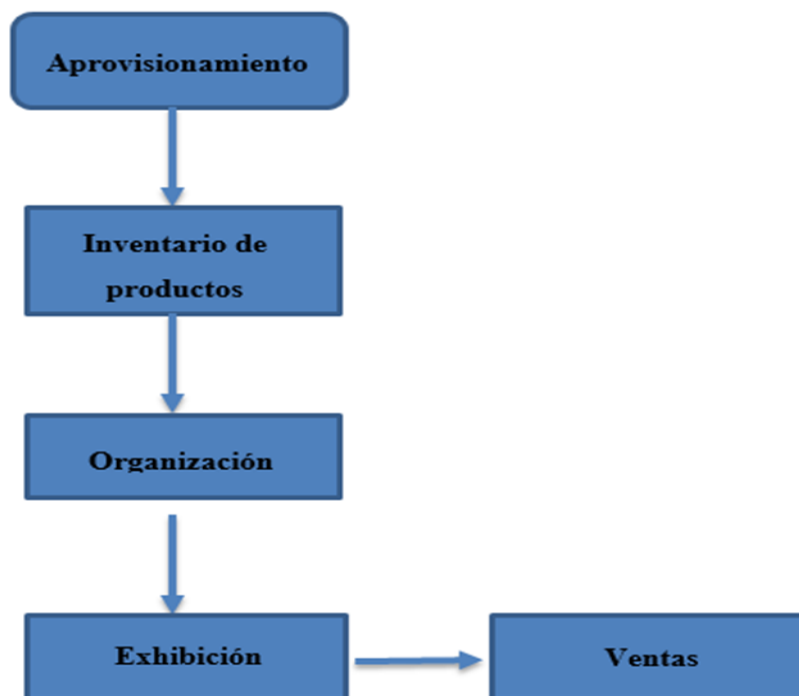 Aprovisionamiento
Inventario de
productos
Organización
Exhibición
Ventas